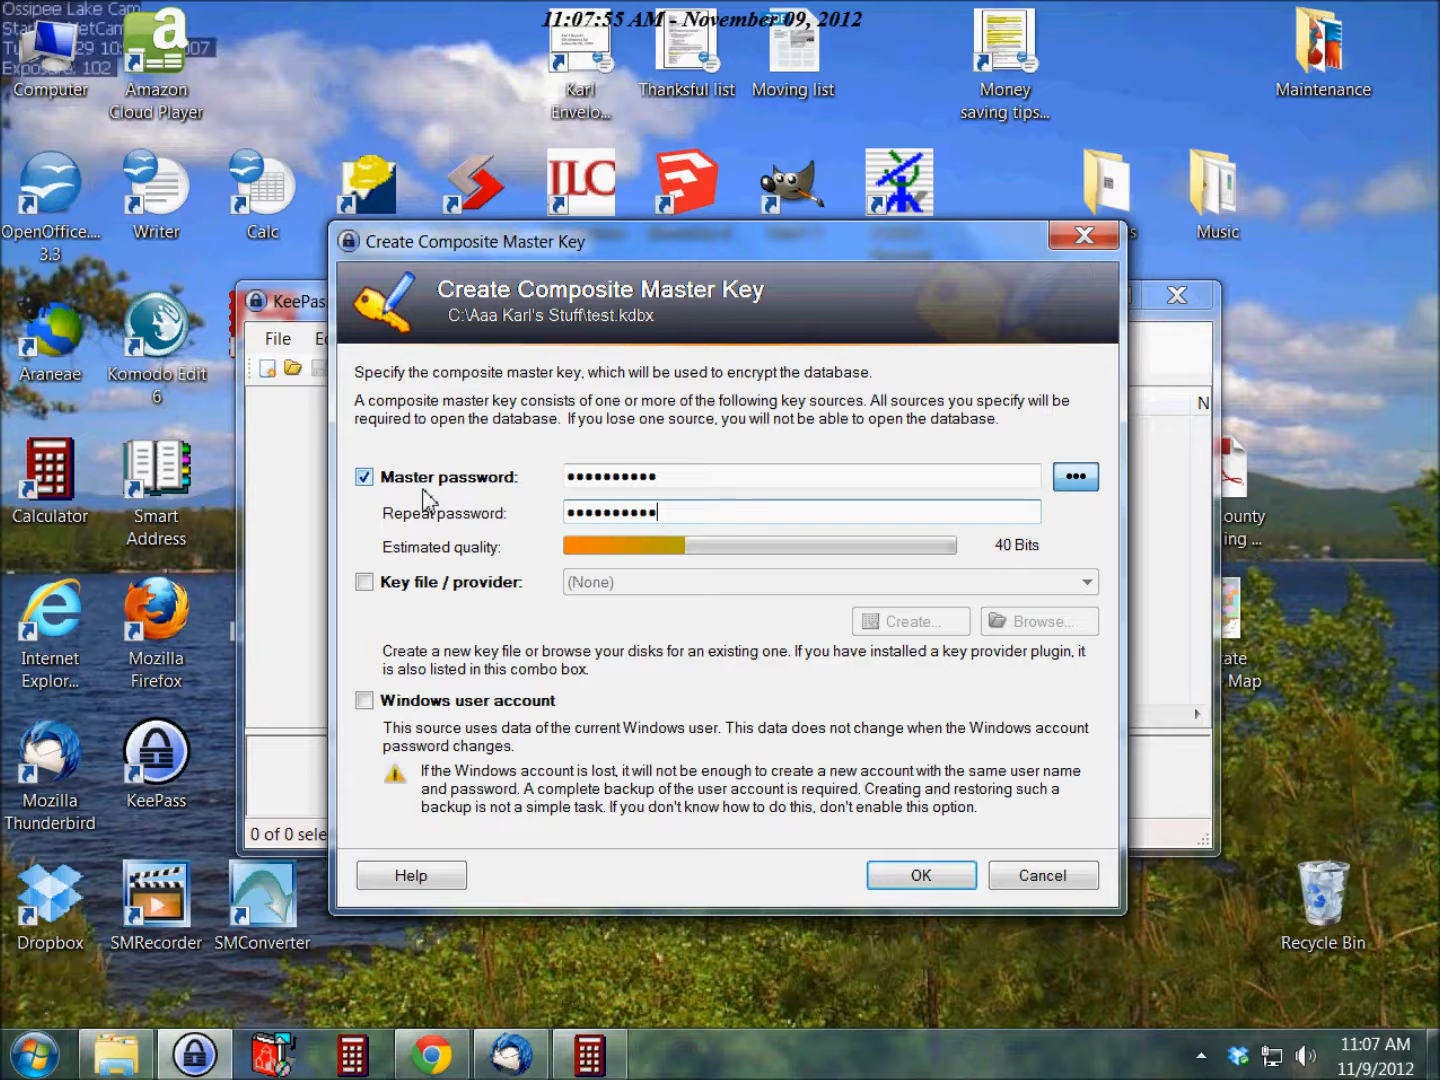 Ossipee Lake Cam
11:07:55 AM - November 09, 2012
Exposure: 102
Computer
Amazon
Cloud Player
Karl
Envelo...
Thanksful list
Moving list
Money
saving tips...
Maintenance
OpenOffice....
3.3
Writer
Calc
JLC
Music
Create Composite Master Key
Create Composite Master Key
C:\Aaa Karl's Stuff\test.kdbx
KeePas
File
N
Specify the composite master key, which will be used to encrypt the database.
A composite master key consists of one or more of the following key sources. All sources you specify will be
required to open the database. If you lose one source, you will not be able to open the database.
Master password:
Repeat password:
Estimated quality:
40 Bits
Key file / provider:
(None)
Create...
Browse...
Create a new key file or browse your disks for an existing one. If you have installed a key provider plugin, it
is also listed in this combo box.
Windows user account
This source uses data of the current Windows user. This data does not change when the Windows account
password changes.
If the Windows account is lost, it will not be enough to create a new account with the same user name
and password. A complete backup of the user account is required. Creating and restoring such a
backup is not a simple task. If you don't know how to do this, don't enable this option.
Help
OK
Cancel
0 of 0 sele
Araneae
Komodo Edit
6
Calculator
Smart
Address
ounty
ing ...
Internet
Explor...
Mozilla
Firefox
ate
Map
Mozilla
Thunderbird
KeePass
Dropbox
SMRecorder
SMConverter
Recycle Bin
11:07 AM
11/9/2012